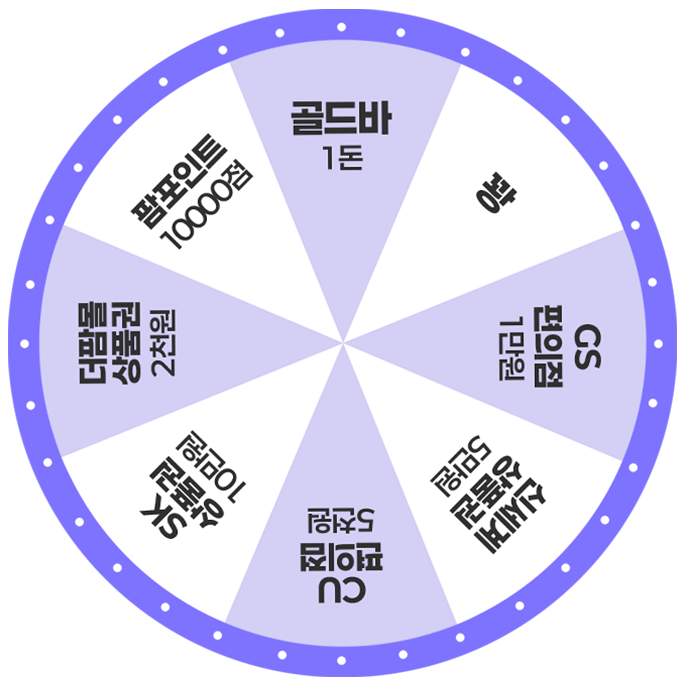 골드바
1돈
꽝
GS
편의점
1만원
신세계
상품권
5만원
CU
편의점
5천원
SK
상품권
10만원
더팜몰
상품권
2천원
팜포인트
10000점